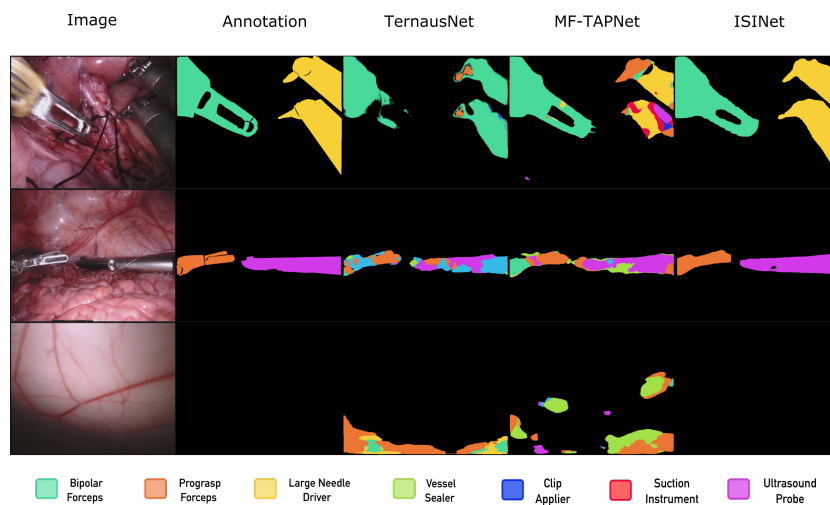 Image Annotation TernausNet MF-TAPNet ISINet
Bipolar Forceps
Prograsp Forceps
Large Needle Driver
Vessel Sealer
Clip Applier
Suction Instrument
Ultrasound Probe